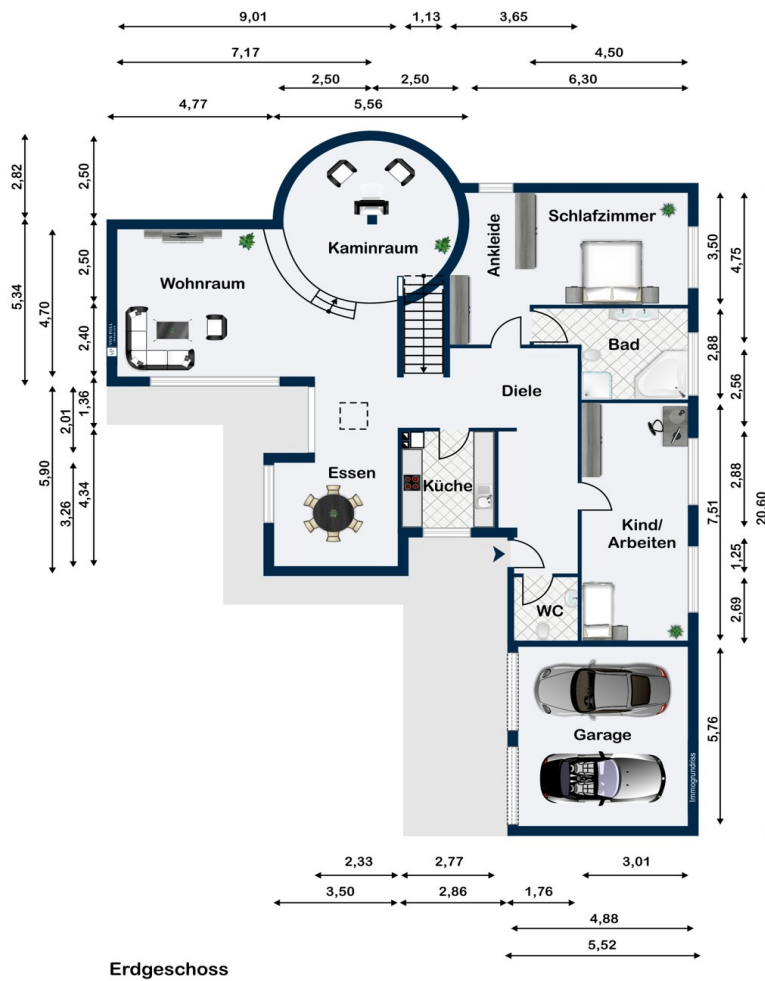 9,01
1,13
3,65
7,17
4,50
2,50
2,50
6,30
4,77
5,56
2,82
2,50
5,34
4,70
2,50
2,40
Wohnraum
Kaminraum
Ankleide
Schlafzimmer
3,50
4,75
Bad
2,88
2,56
Diele
5,90
2,01
1,36
3,26
4,34
Essen
Küche
Kind/
Arbeiten
7,51
2,88
1,25
2,69
20,60
WC
Garage
5,76
Immogrundriss
2,33
2,77
3,01
3,50
2,86
1,76
4,88
5,52
Erdgeschoss